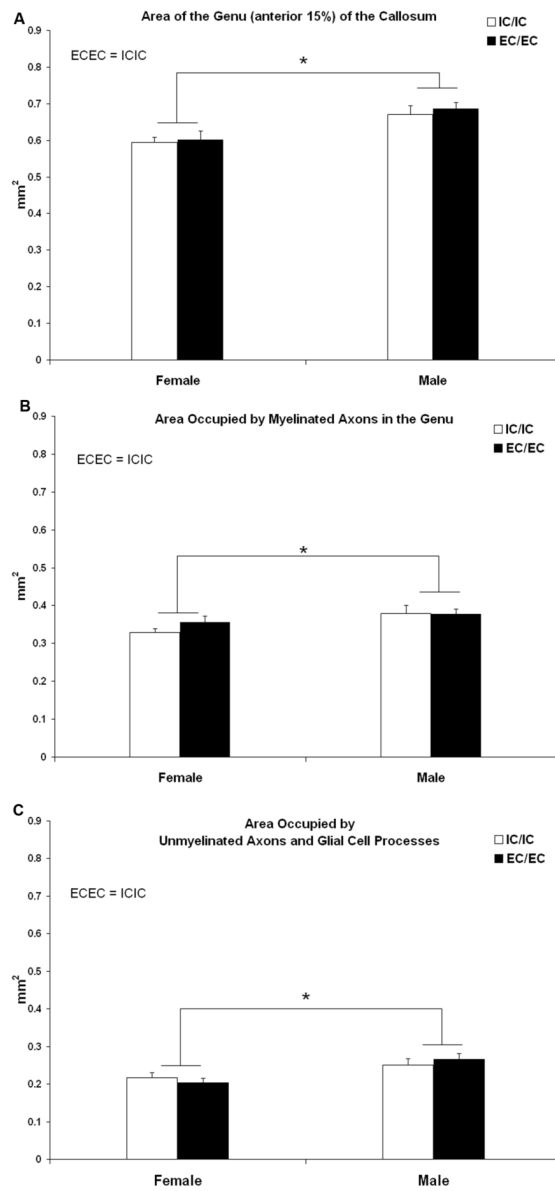 A
Area of the Genu (anterior 15%) of the Callosum
IC/IC
EC/EC
ECEC = ICIC
*
mm²
0.9
0.8
0.7
0.6
0.5
0.4
0.3
0.2
0.1
0
Female
Male
B
Area Occupied by Myelinated Axons in the Genu
IC/IC
EC/EC
ECEC = ICIC
*
mm²
0.9
0.8
0.7
0.6
0.5
0.4
0.3
0.2
0.1
0
Female
Male
C
Area Occupied by
Unmyelinated Axons and Glial Cell Processes
IC/IC
EC/EC
ECEC = ICIC
*
mm²
0.9
0.8
0.7
0.6
0.5
0.4
0.3
0.2
0.1
0
Female
Male